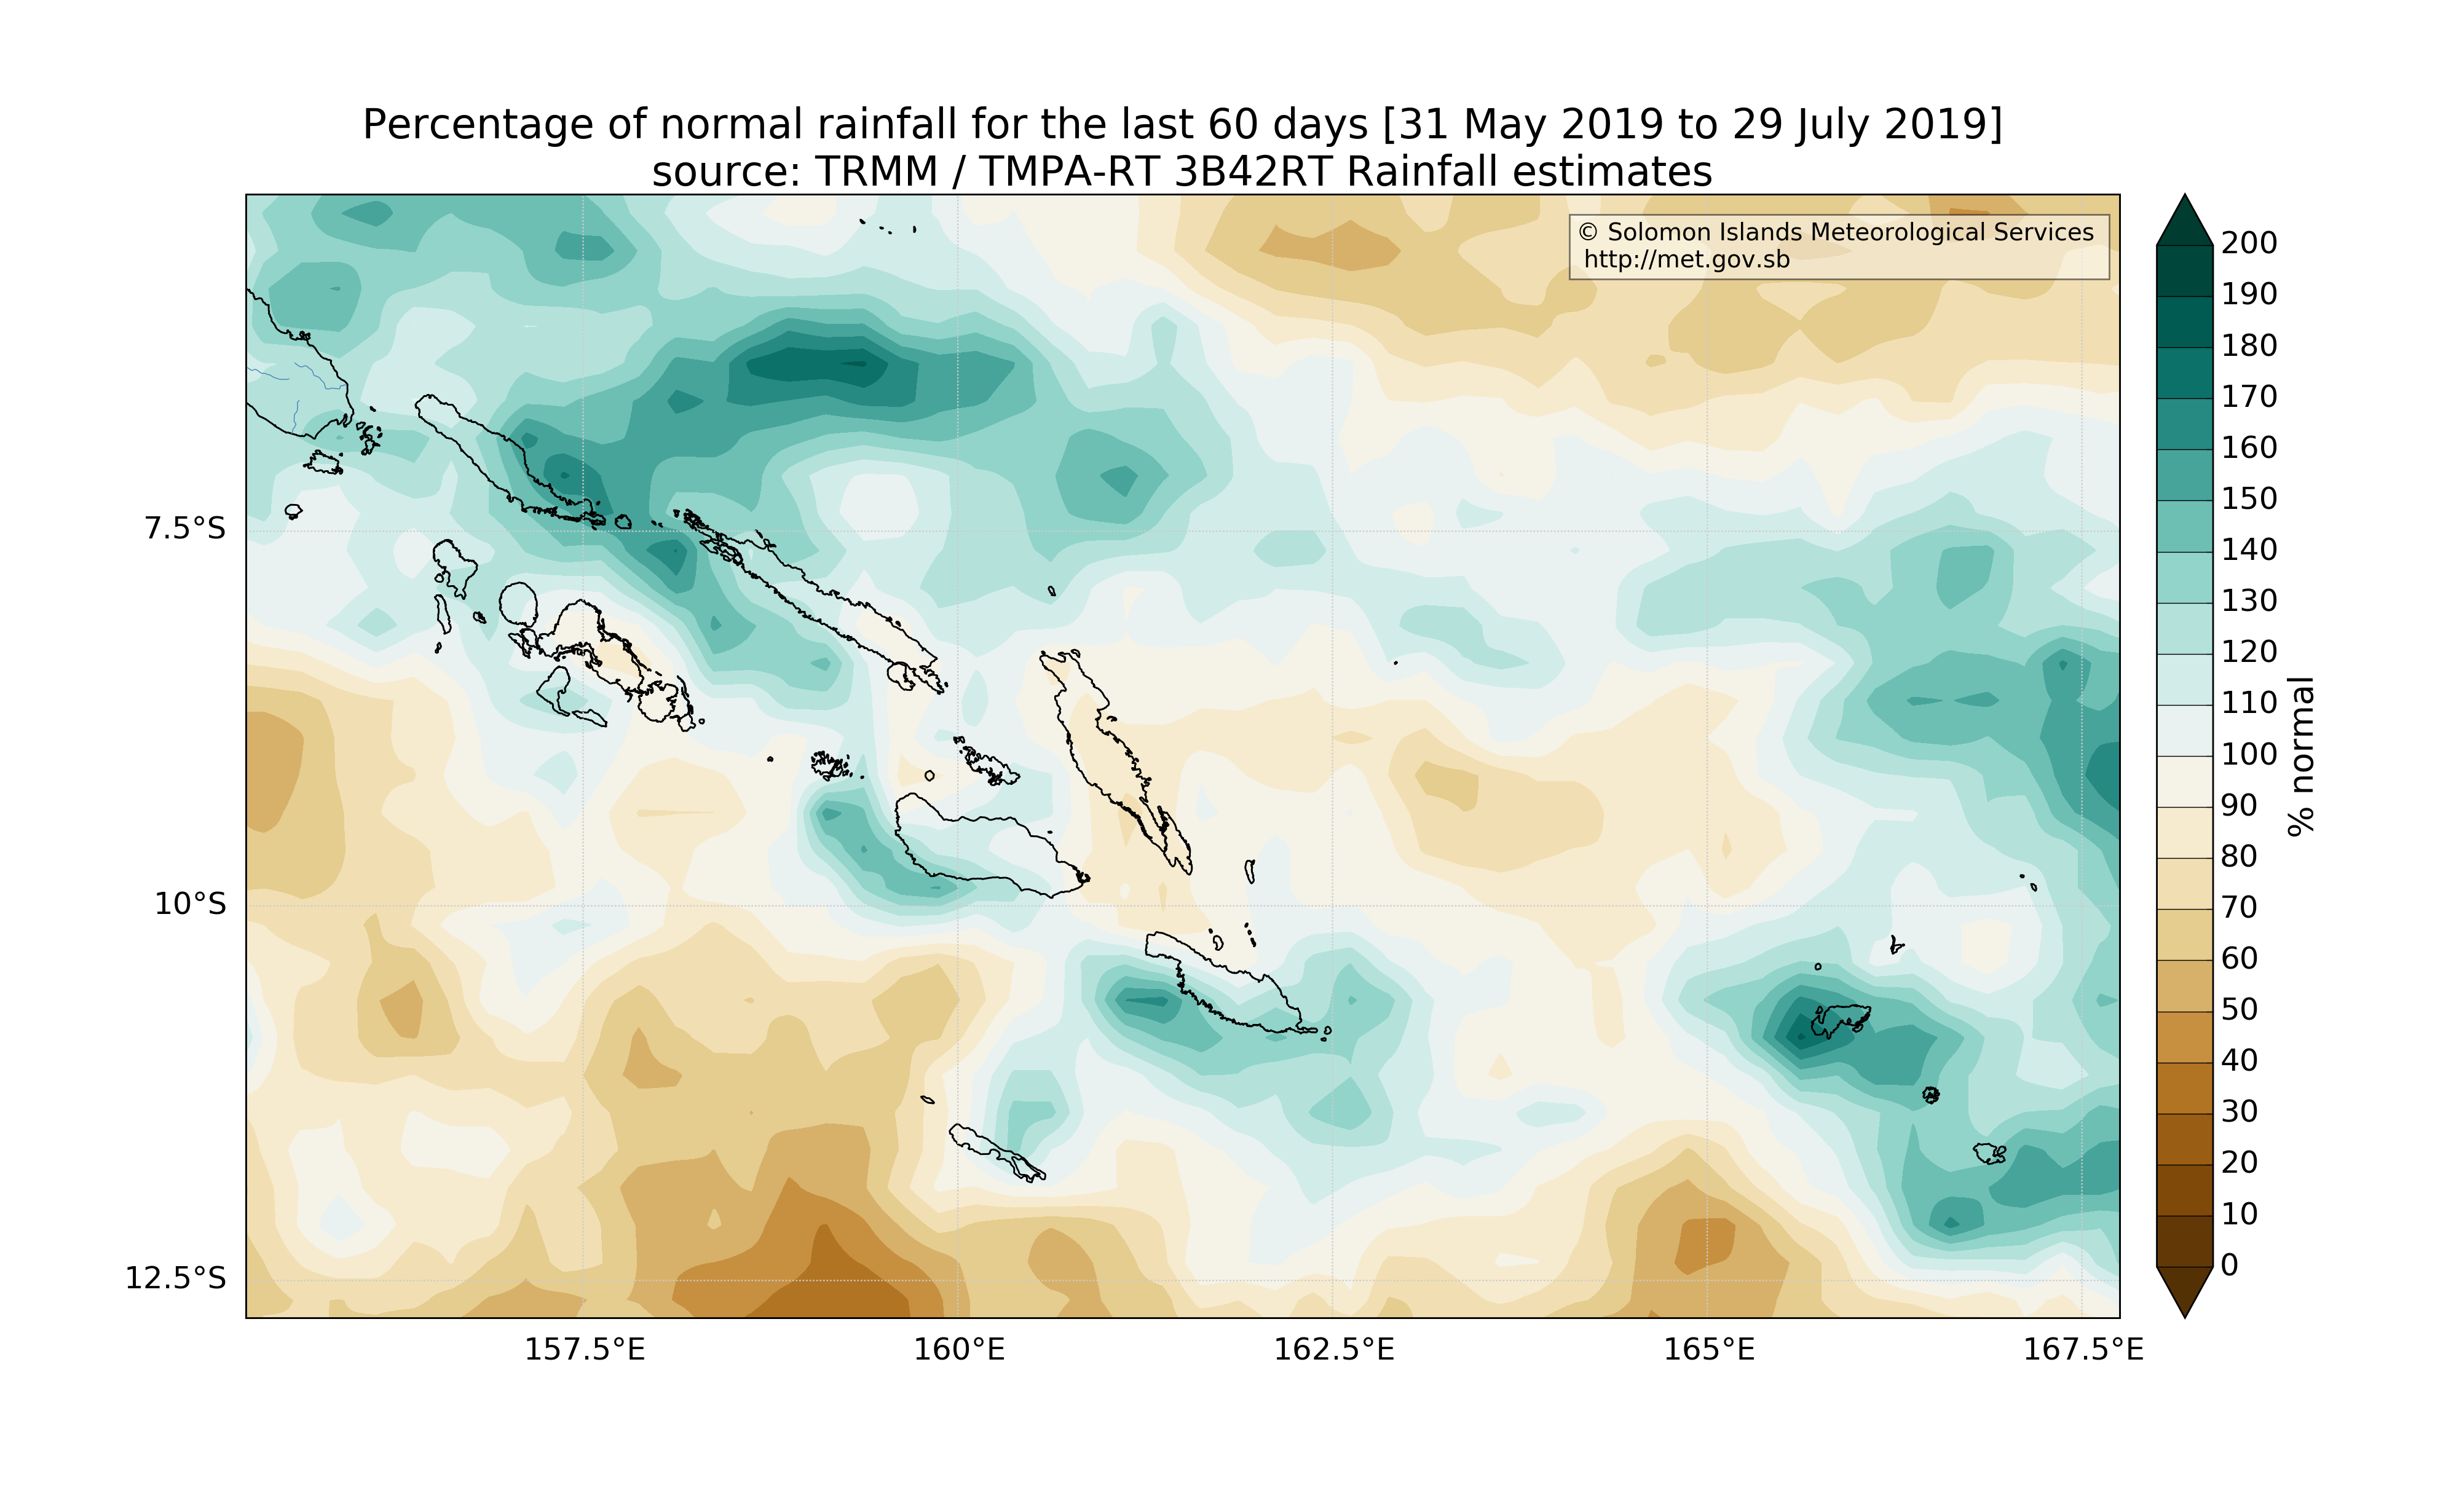 Percentage of normal rainfall for the last 60 days [31 May 2019 to 29 July 2019]
source: TRMM / TMPA-RT 3B42RT Rainfall estimates
© Solomon Islands Meteorological Services
http://met.gov.sb
7.5°S
10°S
12.5°S
157.5°E
160°E
162.5°E
165°E
167.5°E
200
190
180
170
160
150
140
130
120
110
100
90
80
70
60
50
40
30
20
10
0
% normal